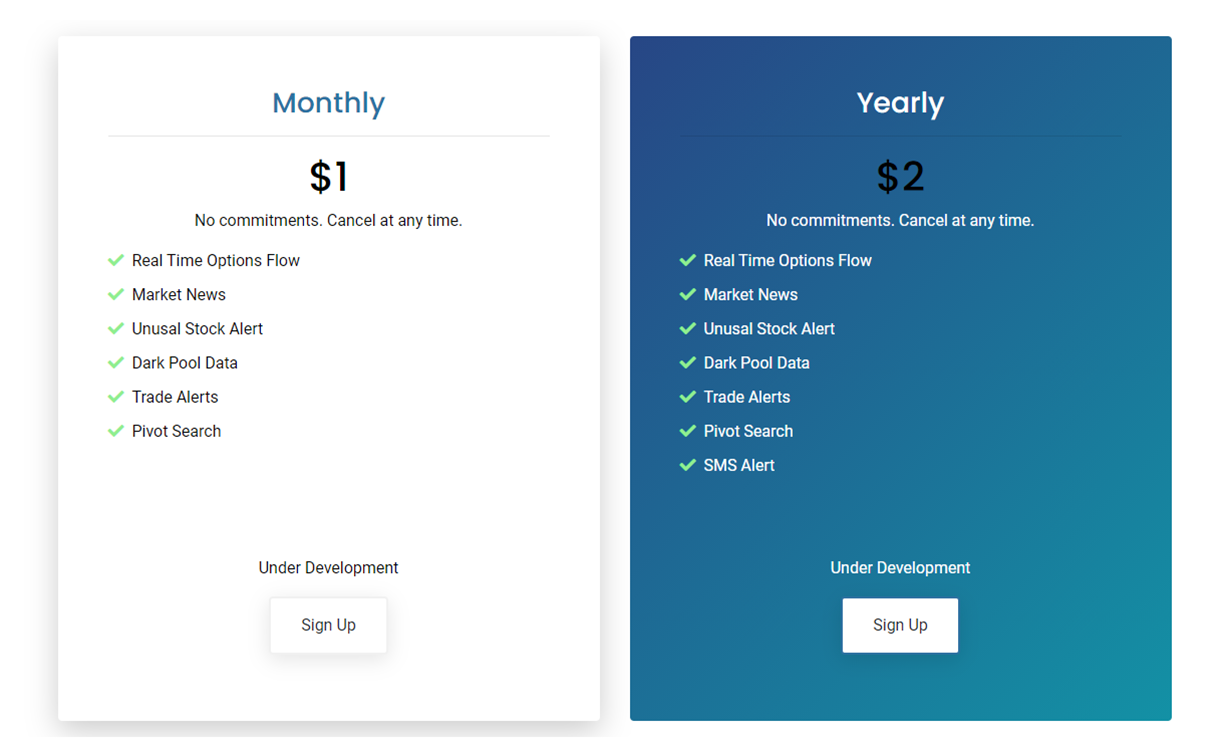 Monthly
$1
No commitments. Cancel at any time.
Real Time Options Flow
Market News
Unusal Stock Alert
Dark Pool Data
Trade Alerts
Pivot Search
Under Development
Sign Up
Yearly
$2
No commitments. Cancel at any time.
Real Time Options Flow
Market News
Unusal Stock Alert
Dark Pool Data
Trade Alerts
Pivot Search
SMS Alert
Under Development
Sign Up